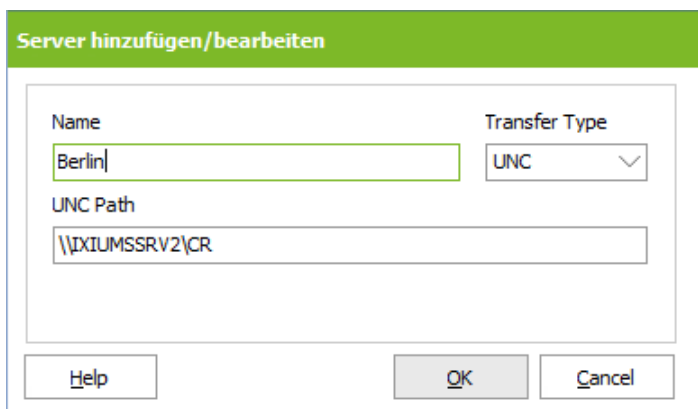 Server hinzufügen/bearbeiten
Name
Transfer Type
Berlin
UNC
UNC Path
\\IXIUMSSRV2\CR
Help
OK
Cancel